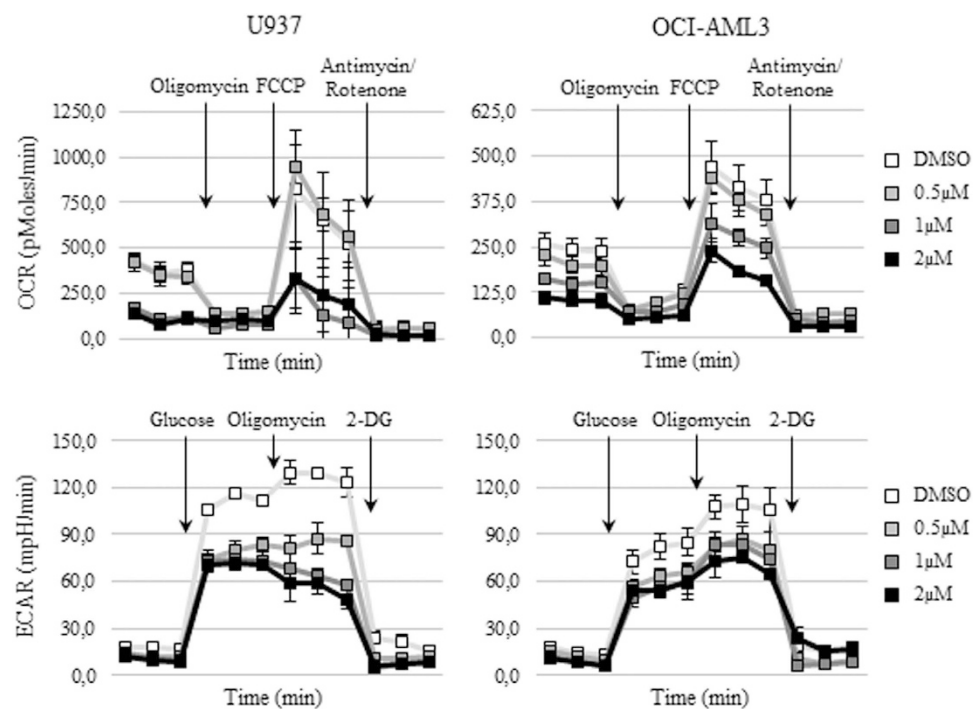 U937
OCI-AML3
Oligomycin FCCP Antimycin/
Rotenone
OCR (pMoles/min)
1250,0
1000,0
750,0
500,0
250,0
0,0
Time (min)
Oligomycin FCCP Antimycin/
Rotenone
625,0
500,0
375,0
250,0
125,0
0,0
Time (min)
DMSO
0.5µM
1µM
2µM
Glucose Oligomycin 2-DG
ECAR (mpH/min)
150,0
120,0
90,0
60,0
30,0
0,0
Time (min)
Glucose Oligomycin 2-DG
150,0
120,0
90,0
60,0
30,0
0,0
Time (min)
DMSO
0.5µM
1µM
2µM